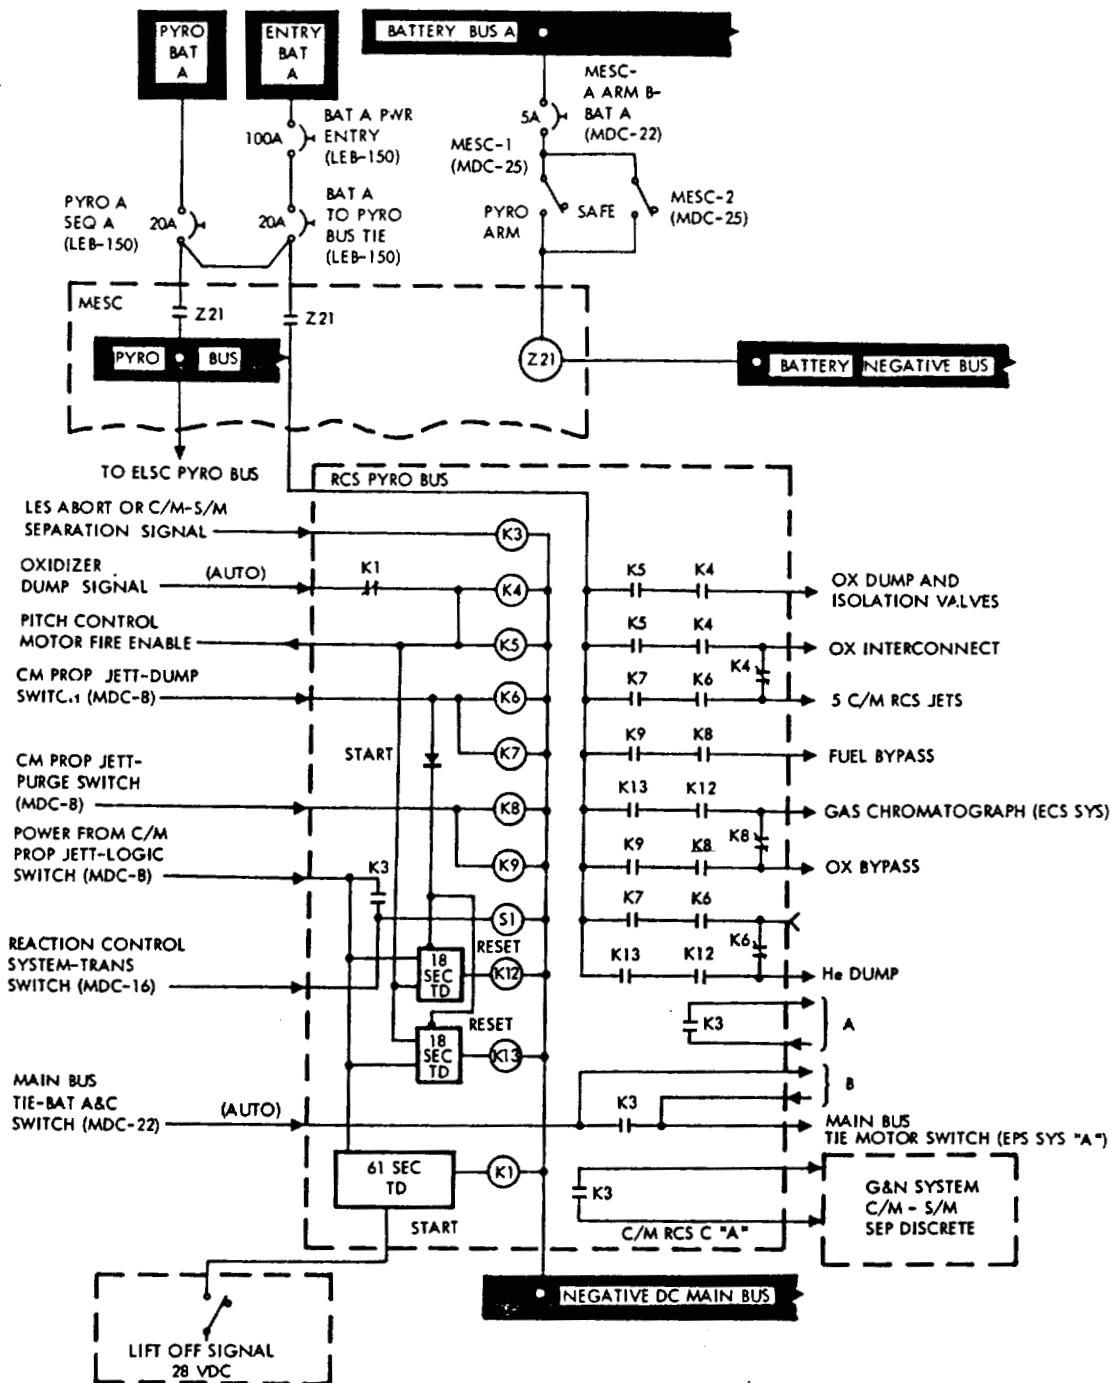 PYRO
BAT
A
ENTRY
BAT
A
BATTERY BUS A
MESC-
A ARM B-
BAT A
(MDC-22)
5A
100A
BAT A PWR
ENTRY
(LEB-150)
MESC-1
(MDC-25)
PYRO A
SEQ A
(LEB-150)
20A
20A
BAT A
TO PYRO
BUS TIE
(LEB-150)
PYRO
ARM
SAFE
MESC-2
(MDC-25)
MESC
Z21
Z21
PYRO BUS
Z21
BATTERY NEGATIVE BUS
TO ELSC PYRO BUS
RCS PYRO BUS
LES ABORT OR C/M-S/M
SEPARATION SIGNAL
K3
OXIDIZER
DUMP SIGNAL
(AUTO)
K1
K4
K5
K4
OX DUMP AND
ISOLATION VALVES
PITCH CONTROL
MOTOR FIRE ENABLE
K5
K5
K4
OX INTERCONNECT
K4
CM PROP JETT-DUMP
(MDC-8)
K6
K7
K6
5 C/M RCS JETS
START
K7
K9
K8
FUEL BYPASS
CM PROP JETT-
PURGE SWITCH
(MDC-8)
K8
K13
K12
GAS CHROMATOGRAPH (ECS SYS)
K8
POWER FROM C/M
PROP JETT-LOGIC
SWITCH (MDC-8)
K3
K9
K9
K8
OX BYPASS
S1
K7
K6
K6
REACTION CONTROL
SYSTEM-TRANS
SWITCH (MDC-16)
18
SEC
TD
RESET
K12
K13
K12
He DUMP
RESET
18
SEC
TD
K13
K3
A
MAIN BUS
TIE-BAT A&C
SWITCH (MDC-22)
(AUTO)
K3
B
MAIN BUS
TIE MOTOR SWITCH (EPS SYS "A")
61 SEC
TD
K1
START
K3
C/M RCS C "A"
G&N SYSTEM
C/M - S/M
SEP DISCRETE
NEGATIVE DC MAIN BUS
LIFT OFF SIGNAL
28 VDC